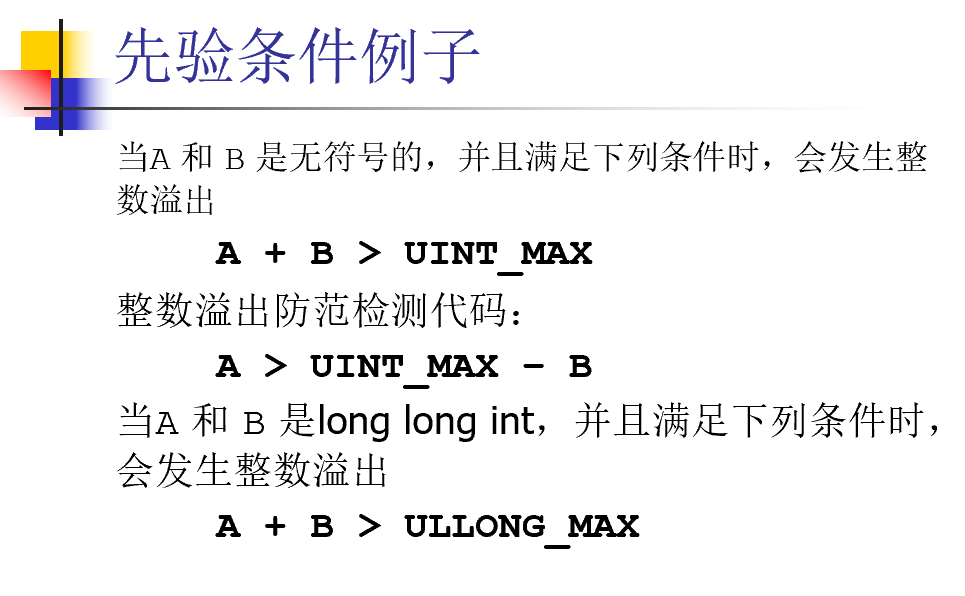 先验条件例子
当A 和 B 是无符号的，并且满足下列条件时，会发生整
数溢出
A + B > UINT_MAX
整数溢出防范检测代码：
A > UINT_MAX – B
当A 和 B 是long long int，并且满足下列条件时，
会发生整数溢出
A + B > ULLONG_MAX